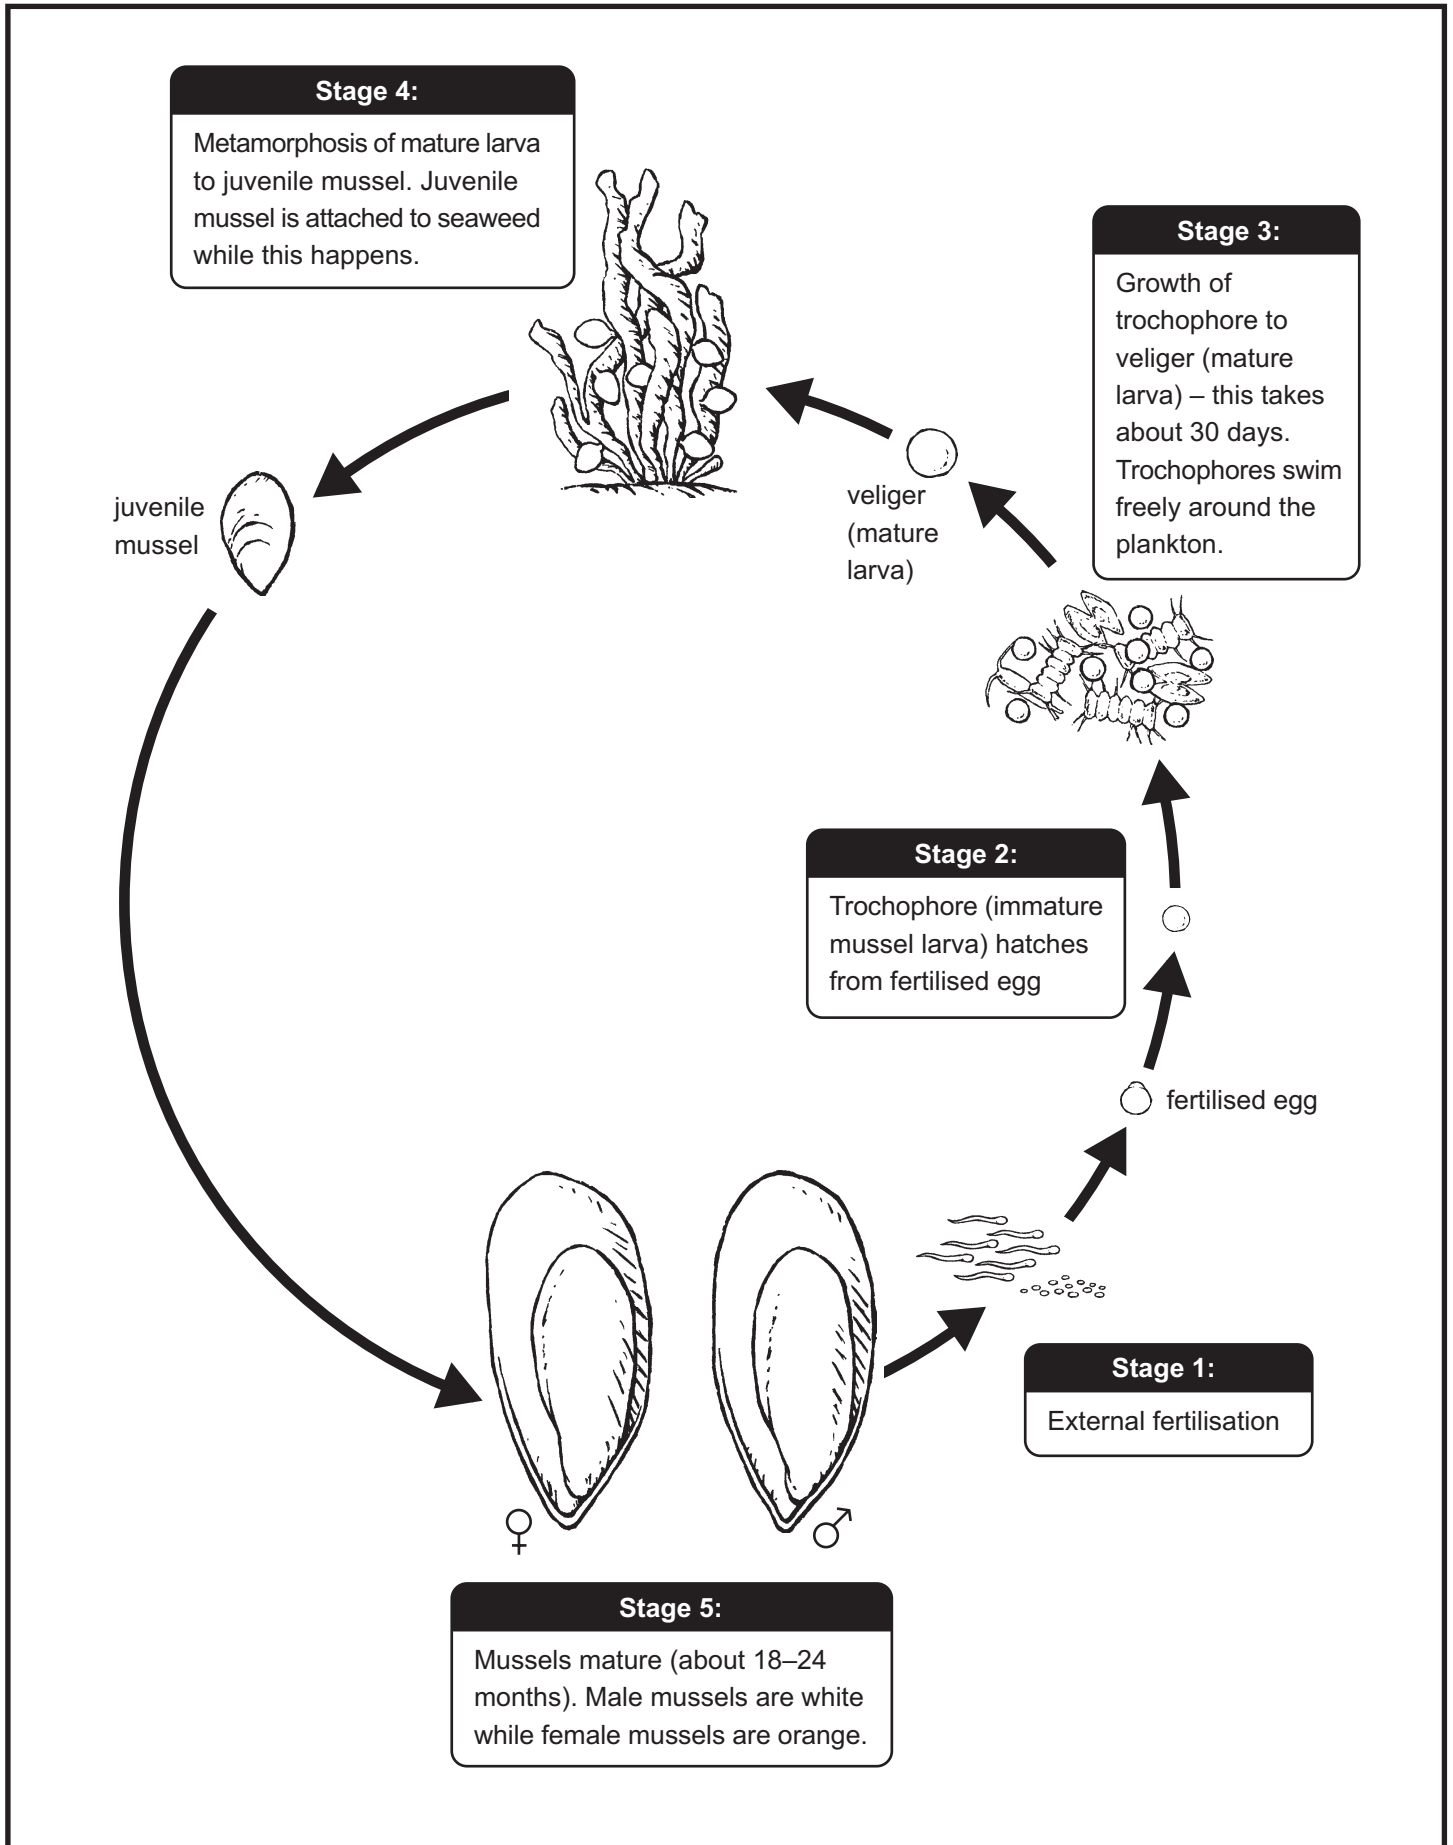 Stage 4:
Metamorphosis of mature larva
to juvenile mussel. Juvenile
mussel is attached to seaweed
while this happens.
Stage 3:
Growth of
trochophore to
veliger (mature
larva) – this takes
about 30 days.
Trochophores swim
freely around the
plankton.
juvenile
mussel
veliger
(mature
larva)
Stage 2:
Trochophore (immature
mussel larva) hatches
from fertilised egg
fertilised egg
Stage 1:
External fertilisation
♀
♂
Stage 5:
Mussels mature (about 18–24
months). Male mussels are white
while female mussels are orange.